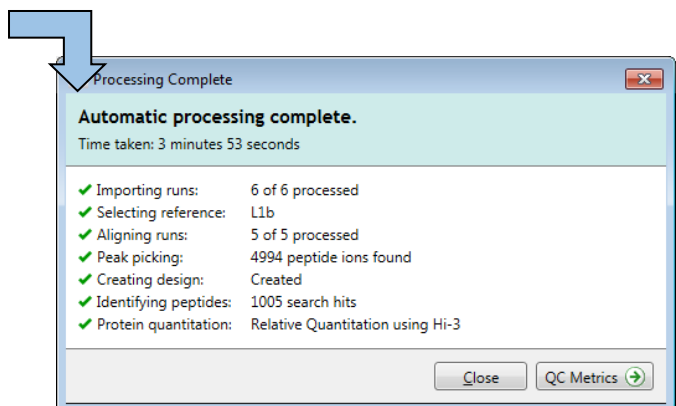 Processing Complete
Automatic processing complete.
Time taken: 3 minutes 53 seconds
Importing runs: 6 of 6 processed
Selecting reference: L1b
Aligning runs: 5 of 5 processed
Peak picking: 4994 peptide ions found
Creating design: Created
Identifying peptides: 1005 search hits
Protein quantitation: Relative Quantitation using Hi-3
Close QC Metrics